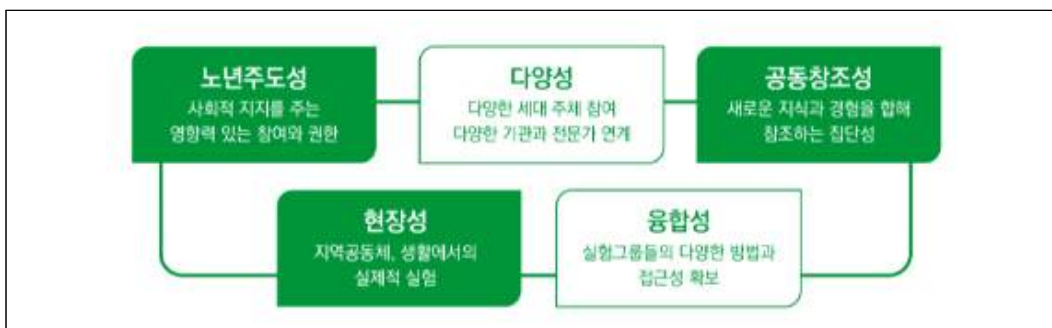 노년주도성
사회적 지지를 주는
영향력 있는 참여와 권한
다양성
다양한 세대 주체 참여
다양한 기관과 전문가 연계
공동창조성
새로운 지식과 경험을 합해
창조하는 집단성
현장성
지역공동체, 생활에서의
실제적 실험
융합성
실험그룹들의 다양한 방법과
접근성 확보